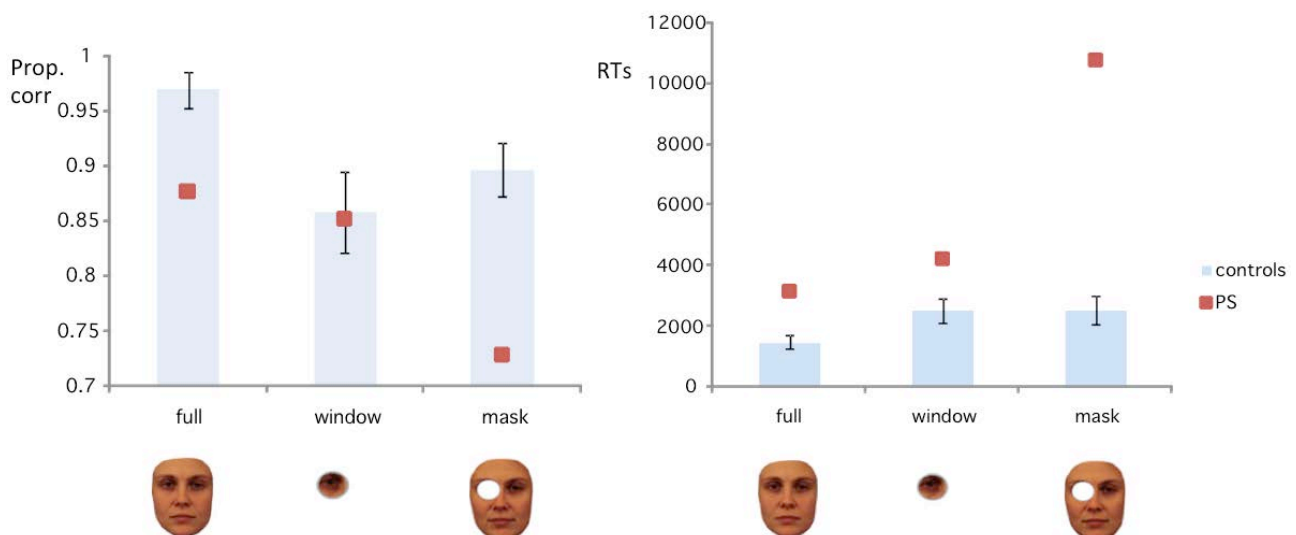 Prop.
corr
1
0.95
0.9
0.85
0.8
0.75
0.7
full window mask
RTs
12000
10000
8000
6000
4000
2000
0
full window mask
controls
PS